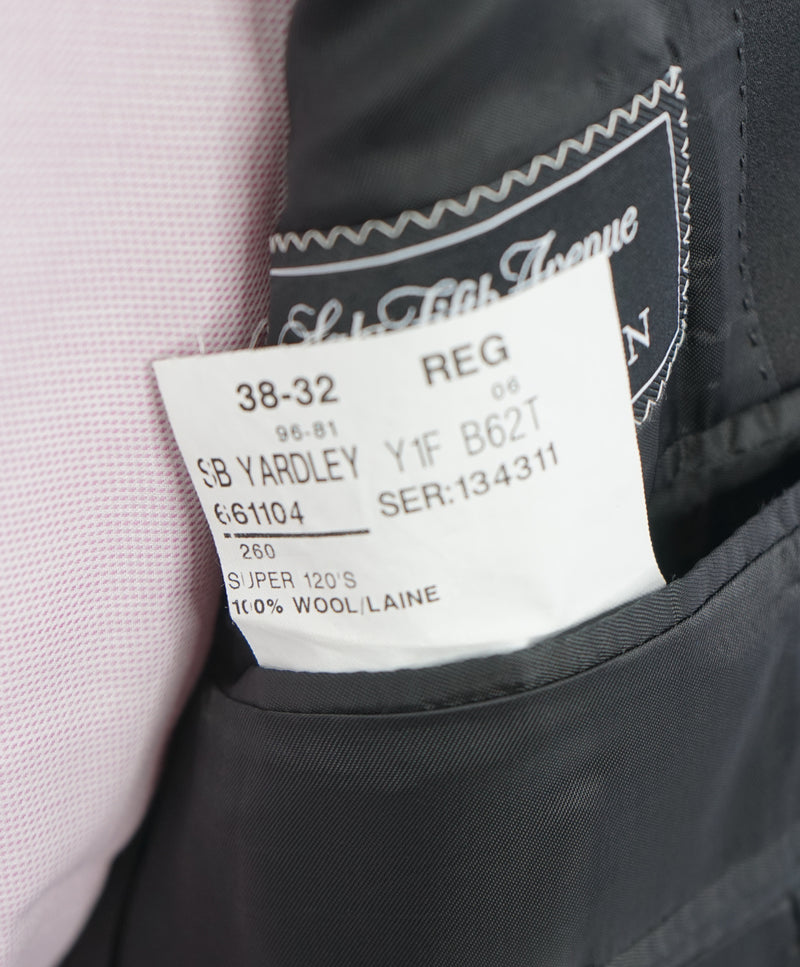 Saks Fifth Avenue
N
38-32 REG
96-81 06
SB YARDLEY Y1F B62T
661104 SER:134311
260
SUPER 120'S
100% WOOL/LAINE